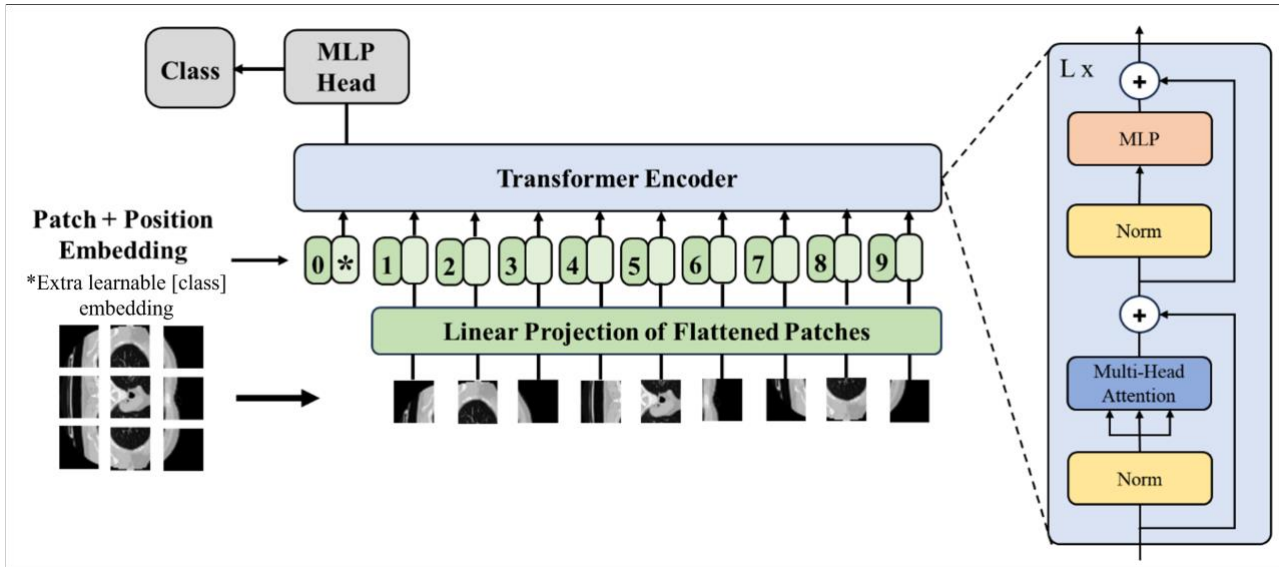 MLP
Head
Class
Transformer Encoder
Patch + Position
Embedding
*Extra learnable [class]
embedding
0 * 1 2 3 4 5 6 7 8 9
Linear Projection of Flattened Patches
L x
+
MLP
Norm
+
Multi-Head
Attention
Norm